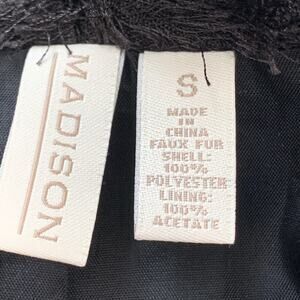 MADISON
S
MADE
IN
CHINA
FAUX FUR
SHELL:
100%
POLYESTER
LINING:
100%
ACETATE